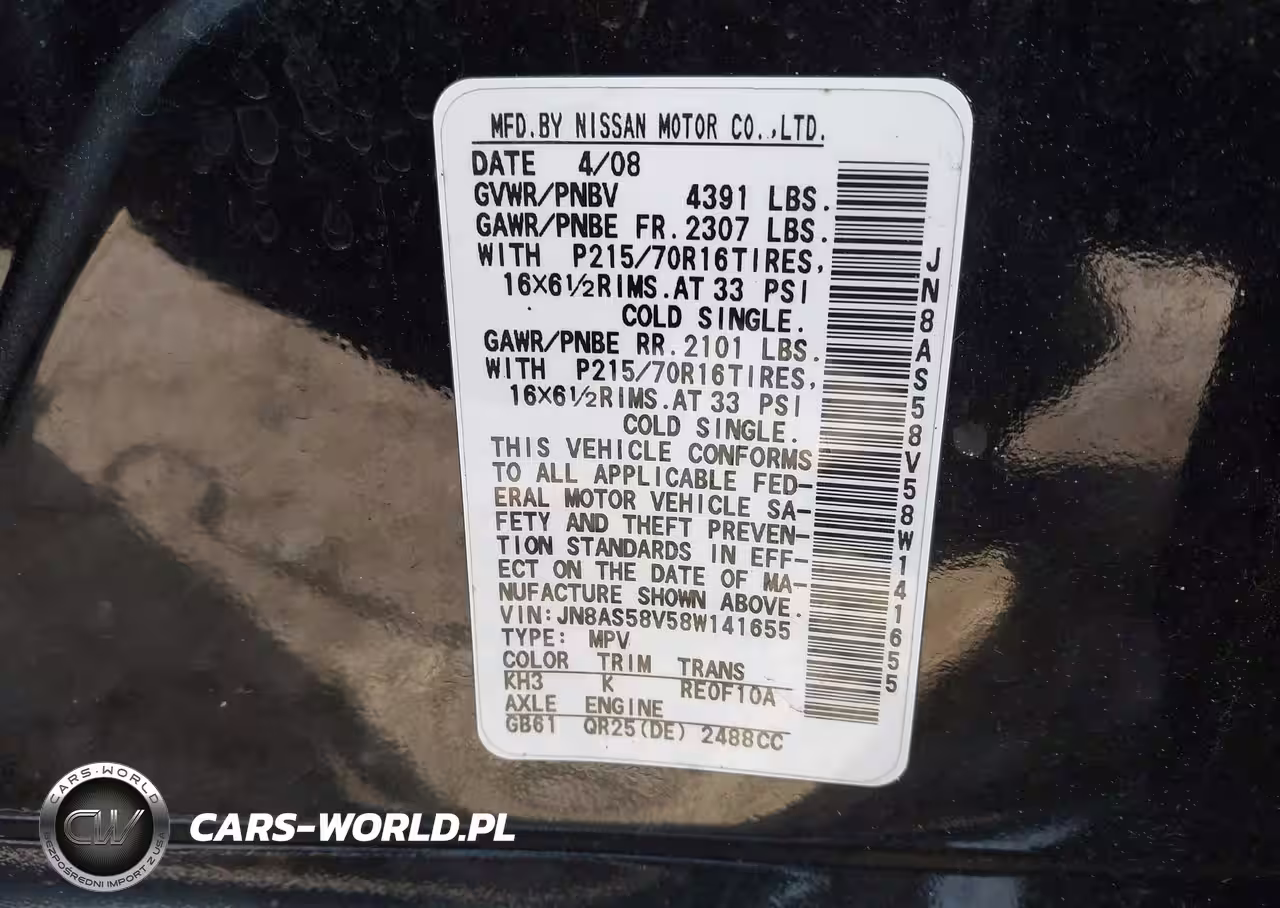 MFD.BY NISSAN MOTOR CO.,LTD.
DATE 4/08
GVWR/PNBV 4391 LBS.
GAWR/PNBE FR. 2307 LBS.
WITH P215/70R16TIRES,
16X6½RIMS.AT 33 PSI
COLD SINGLE.
GAWR/PNBE RR. 2101 LBS.
WITH P215/70R16TIRES,
16X6½RIMS.AT 33 PSI
COLD SINGLE.
THIS VEHICLE CONFORMS
TO ALL APPLICABLE FED-
ERAL MOTOR VEHICLE SA-
FETY AND THEFT PREVEN-
TION STANDARDS IN EFF-
ECT ON THE DATE OF MA-
NUFACTURE SHOWN ABOVE.
VIN:JN8AS58V58W141655
TYPE: MPV
COLOR TRIM TRANS
KH3 K RE0F10A
AXLE ENGINE
GB61 QR25(DE) 2488CC
JN8AS58V58W141655
CARS-WORLD
CW
BEZPOŚREDNI IMPORT Z USA
CARS-WORLD.PL